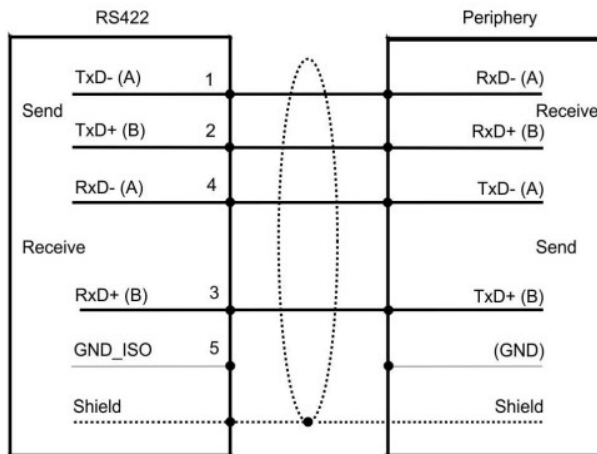 RS422 Periphery
TxD- (A) 1 RxD- (A)
Send Receive
TxD+ (B) 2 RxD+ (B)
RxD- (A) 4 TxD- (A)
Receive Send
RxD+ (B) 3 TxD+ (B)
GND_ISO 5 (GND)
Shield Shield